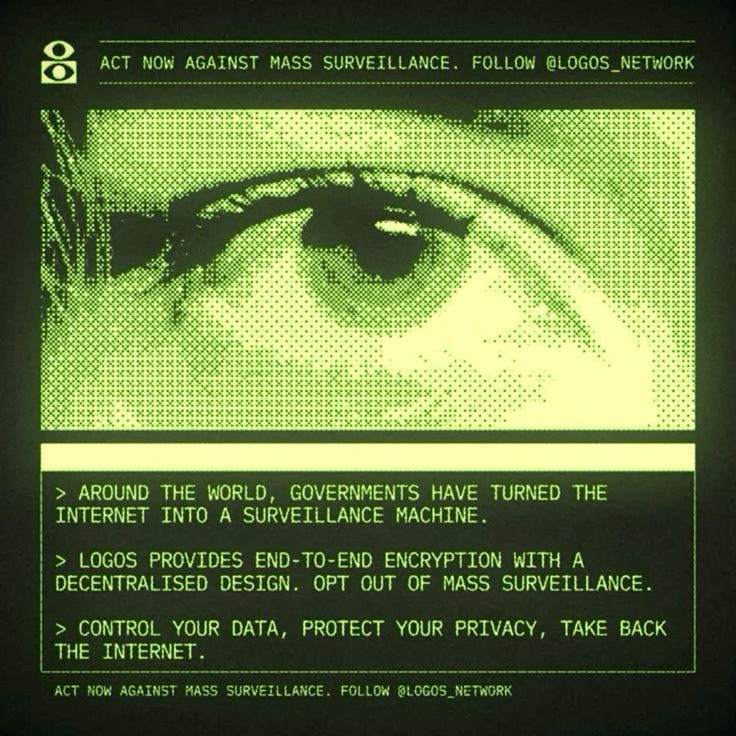 ACT NOW AGAINST MASS SURVEILLANCE. FOLLOW @LOGOS_NETWORK
> AROUND THE WORLD, GOVERNMENTS HAVE TURNED THE
INTERNET INTO A SURVEILLANCE MACHINE.
> LOGOS PROVIDES END-TO-END ENCRYPTION WITH A
DECENTRALISED DESIGN. OPT OUT OF MASS SURVEILLANCE.
> CONTROL YOUR DATA, PROTECT YOUR PRIVACY, TAKE BACK
THE INTERNET.
ACT NOW AGAINST MASS SURVEILLANCE. FOLLOW @LOGOS_NETWORK